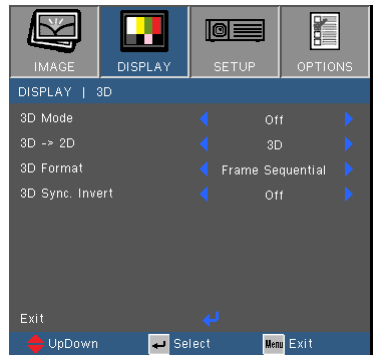 IMAGE DISPLAY SETUP OPTIONS
DISPLAY | 3D
3D Mode Off
3D -> 2D 3D
3D Format Frame Sequential
3D Sync. Invert Off
Exit
UpDown Select Menu Exit